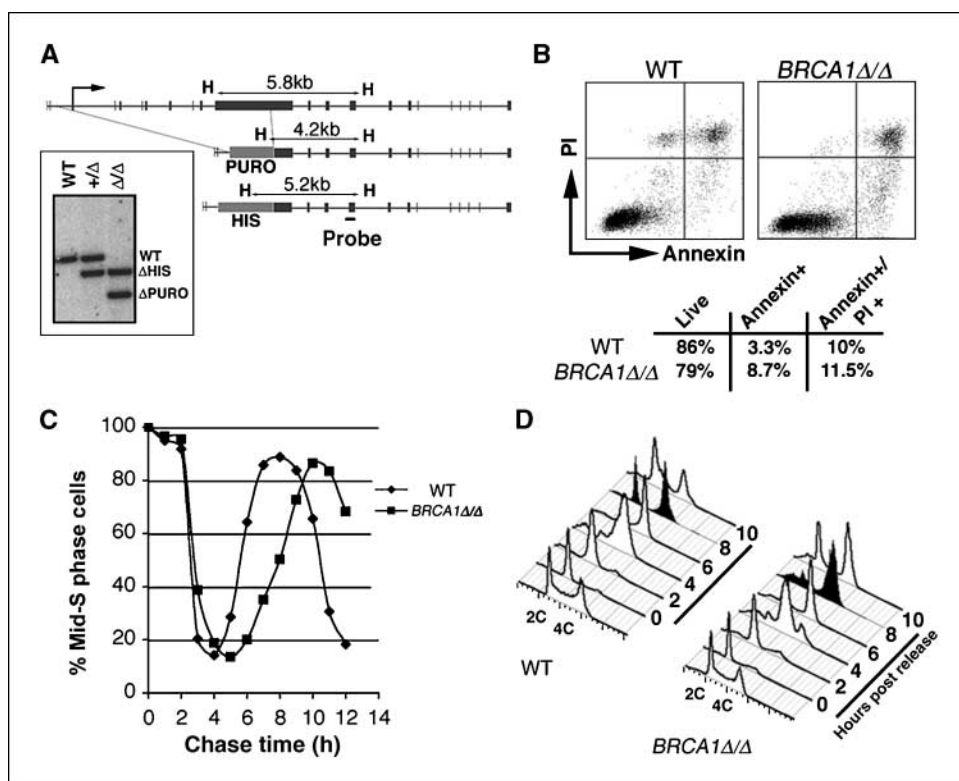 A
H 5.8kb H
H 4.2kb H
PURO
H 5.2kb H
HIS
Probe
WT +/Δ Δ/Δ
WT
ΔHIS
ΔPURO
B
WT BRCA1Δ/Δ
PI
Annexin
Live Annexin+ Annexin+/ PI +
WT 86% 3.3% 10%
BRCA1Δ/Δ 79% 8.7% 11.5%
C
% Mid-S phase cells
100
80
60
40
20
0
0 2 4 6 8 10 12 14
Chase time (h)
WT
BRCA1Δ/Δ
D
2C 4C
0 2 4 6 8 10
WT
2C 4C
0 2 4 6 8 10
Hours post release
BRCA1Δ/Δ